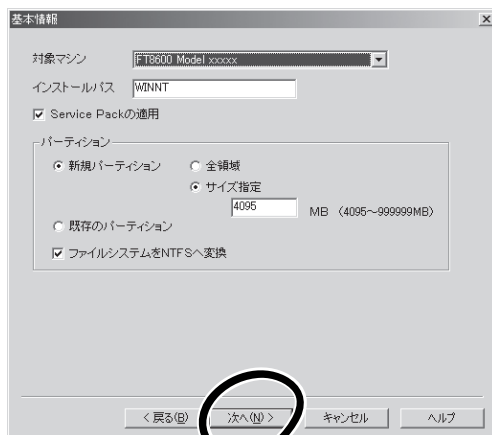 基本情報
対象マシン FT8600 Model xxxxx
インストールパス WINNT
Service Packの適用
パーティション
新規パーティション 全領域
サイズ指定
4095 MB (4095～999999MB)
既存のパーティション
ファイルシステムをNTFSへ変換
< 戻る(B) 次へ(N) > キャンセル ヘルプ